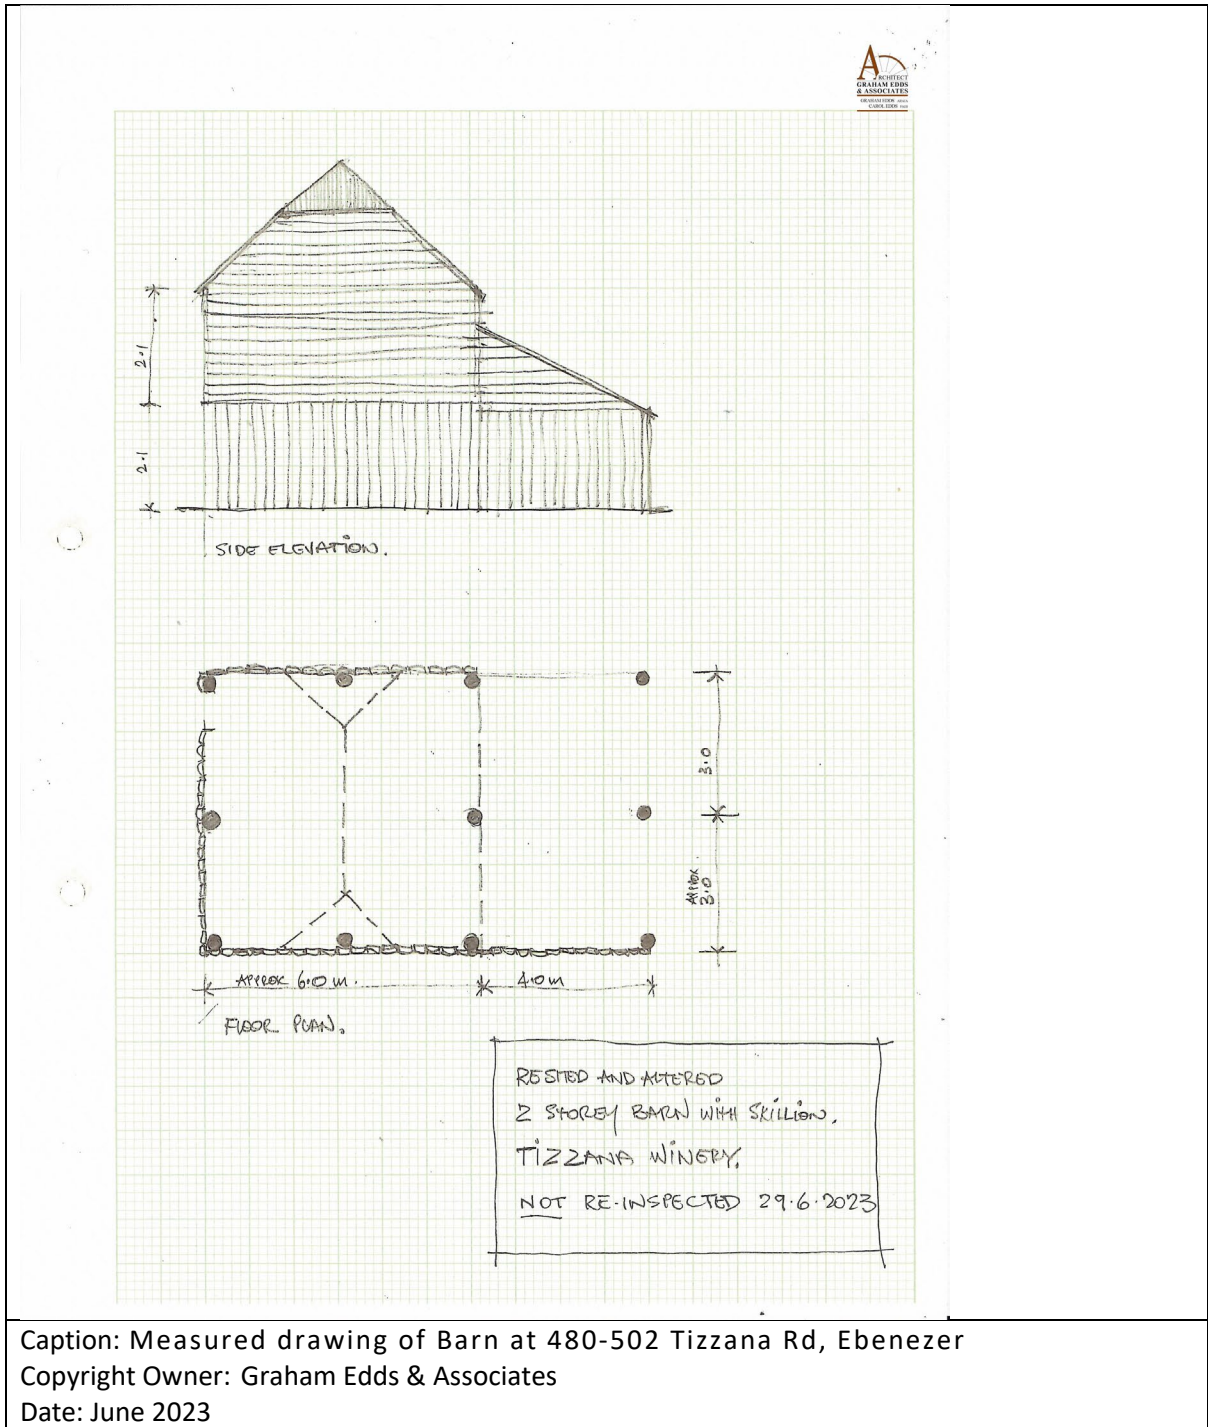 ARCHITECT
GRAHAM EDDS
& ASSOCIATES
2.1
2.1
SIDE ELEVATION.
3.0
APPROX.
3.0
APPROX 6.0 m.
4.0m
FLOOR PLAN.
RESITED AND ALTERED
2 STOREY BARN WITH SKILLION.
TIZZANA WINERY.
NOT RE-INSPECTED 29.6.2023
Caption: Measured drawing of Barn at 480-502 Tizzana Rd, Ebenezer
Copyright Owner: Graham Edds & Associates
Date: June 2023